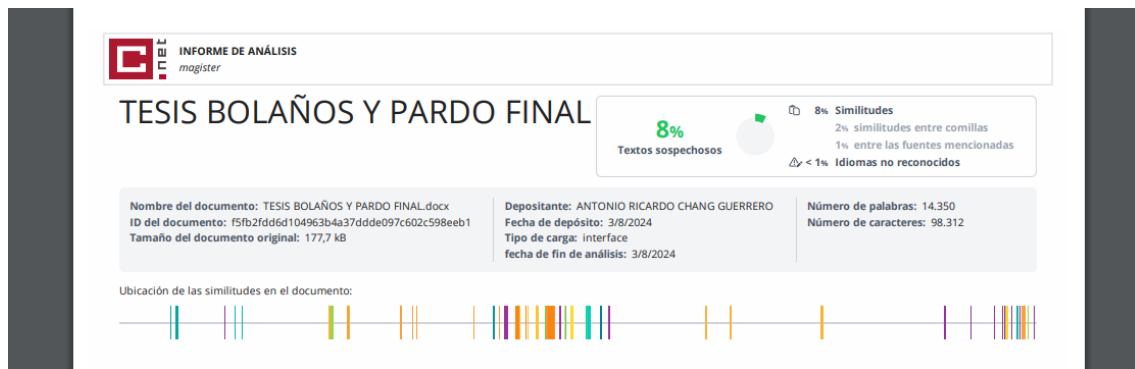 .net
INFORME DE ANÁLISIS
magister
TESIS BOLAÑOS Y PARDO FINAL
8%
Textos sospechosos
8% Similitudes
2% similitudes entre comillas
1% entre las fuentes mencionadas
< 1% Idiomas no reconocidos
Nombre del documento: TESIS BOLAÑOS Y PARDO FINAL.docx
ID del documento: f5fb2fdd6d104963b4a37ddde097c602c598eeb1
Tamaño del documento original: 177,7 kB
Depositante: ANTONIO RICARDO CHANG GUERRERO
Fecha de depósito: 3/8/2024
Tipo de carga: interface
fecha de fin de análisis: 3/8/2024
Número de palabras: 14.350
Número de caracteres: 98.312
Ubicación de las similitudes en el documento: